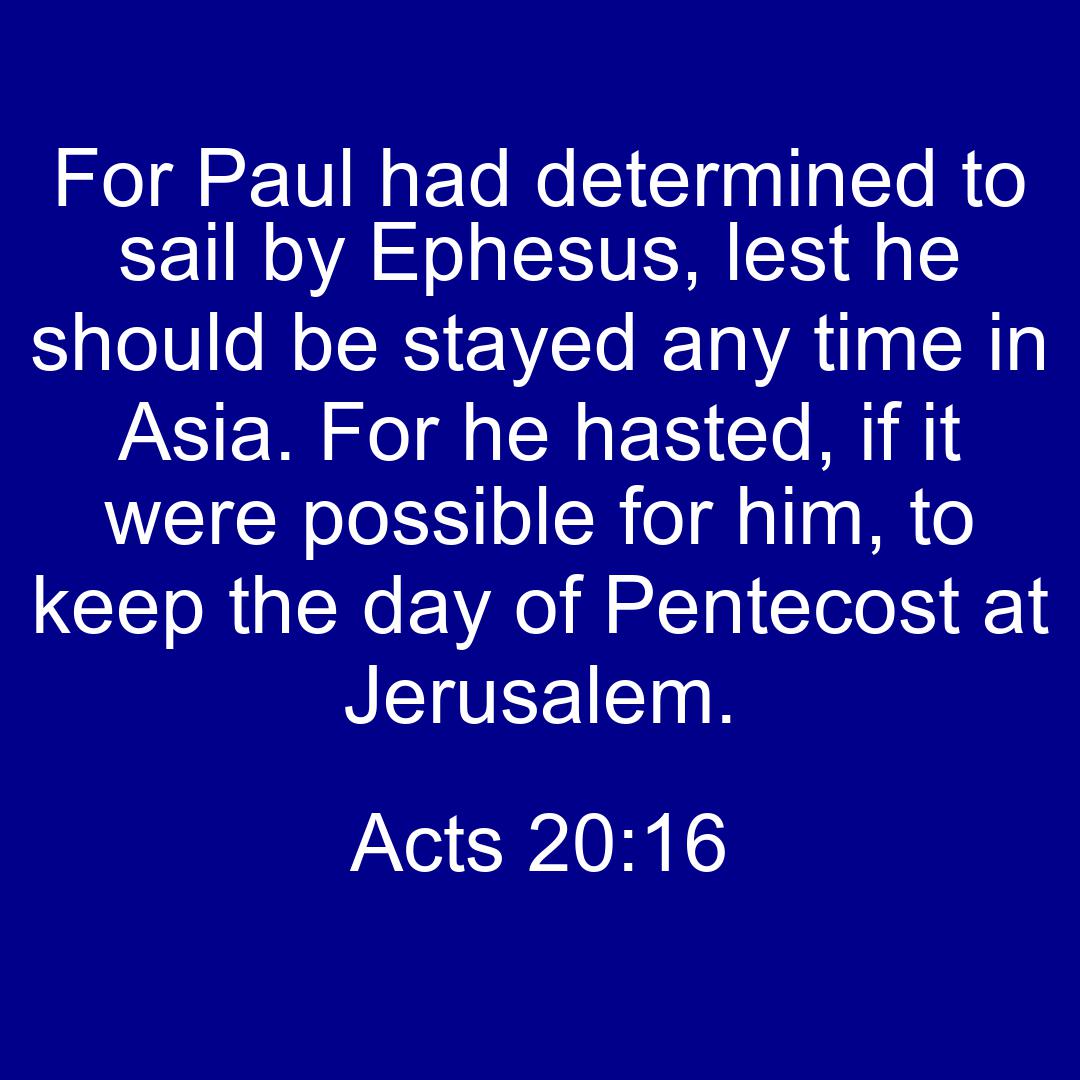 For Paul had determined to
sail by Ephesus, lest he
should be stayed any time in
Asia. For he hasted, if it
were possible for him, to
keep the day of Pentecost at
Jerusalem.
Acts 20:16